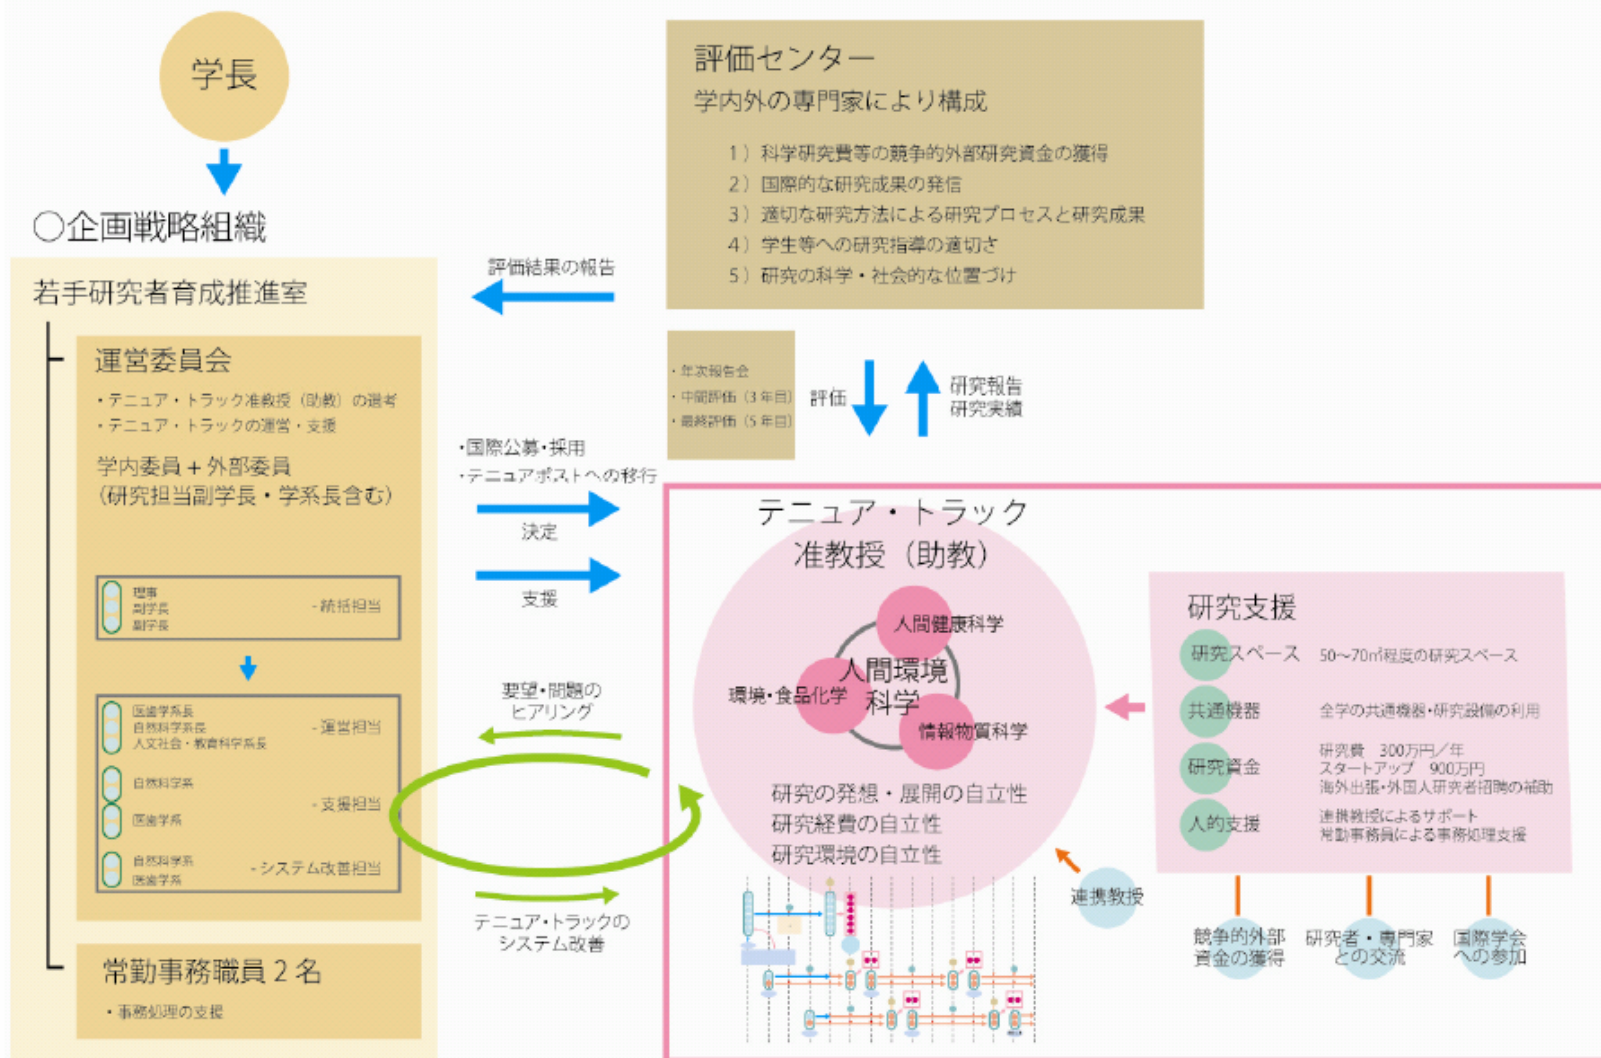 学長
○企画戦略組織
若手研究者育成推進室
運営委員会
・テニュア・トラック准教授（助教）の選考
・テニュア・トラックの運営・支援
学内委員＋外部委員
（研究担当副学長・学系長含む）
理事
副学長
副学長
- 統括担当
医歯学系長
自然科学系長
人文社会・教育科学系長
- 運営担当
自然科学系
医歯学系
- 支援担当
自然科学系
医歯学系
- システム改善担当
常勤事務職員2名
・事務処理の支援
評価結果の報告
・国際公募・採用
・テニュアポストへの移行
決定
支援
要望・問題の
ヒアリング
テニュア・トラックの
システム改善
評価センター
学内外の専門家により構成
1）科学研究費等の競争的外部研究資金の獲得
2）国際的な研究成果の発信
3）適切な研究方法による研究プロセスと研究成果
4）学生等への研究指導の適切さ
5）研究の科学・社会的な位置づけ
・年次報告会
・中間評価（3年目）
・最終評価（5年目）
評価
研究報告
研究実績
テニュア・トラック
准教授（助教）
人間健康科学
人間環境
科学
環境・食品化学
情報物質科学
研究の発想・展開の自立性
研究経費の自立性
研究環境の自立性
連携教授
研究支援
研究スペース 50～70㎡程度の研究スペース
共通機器 全学の共通機器・研究設備の利用
研究資金
研究費 300万円／年
スタートアップ 900万円
海外出張・外国人研究者招聘の補助
人的支援
連携教授によるサポート
常勤事務員による事務処理支援
競争的外部
資金の獲得
研究者・専門家
との交流
国際学会
への参加